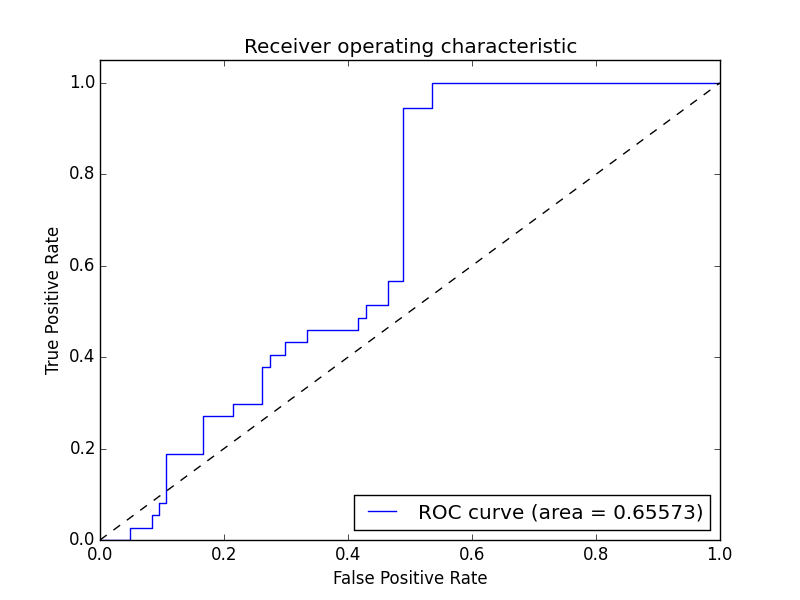 Receiver operating characteristic
1.0
0.8
0.6
0.4
0.2
0.0
True Positive Rate
ROC curve (area = 0.65573)
0.0 0.2 0.4 0.6 0.8 1.0
False Positive Rate